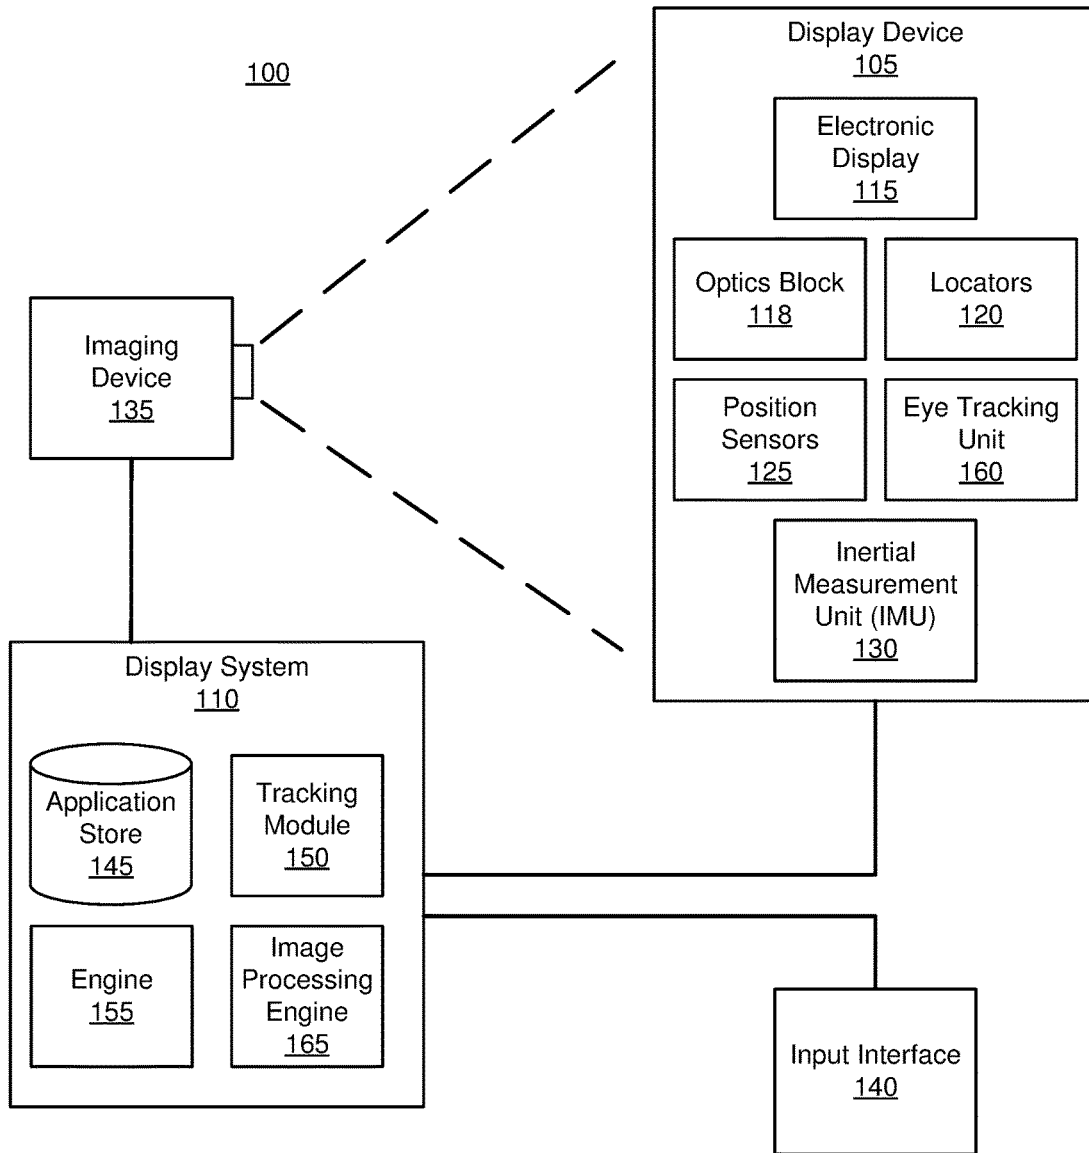 100
Display Device
105
Electronic
Display
115
Optics Block
118
Locators
120
Position
Sensors
125
Eye Tracking
Unit
160
Inertial
Measurement
Unit (IMU)
130
Imaging
Device
135
Display System
110
Application
Store
145
Tracking
Module
150
Engine
155
Image
Processing
Engine
165
Input Interface
140